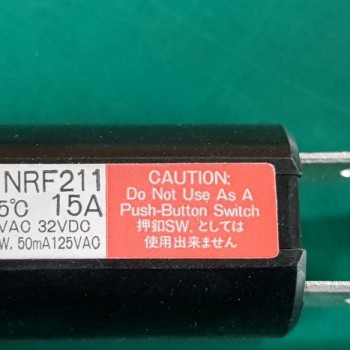 NRF211
5℃ 15A
VAC 32VDC
W. 50mA125VAC
CAUTION:
Do Not Use As A
Push-Button Switch
押釦SW.としては
使用出来ません